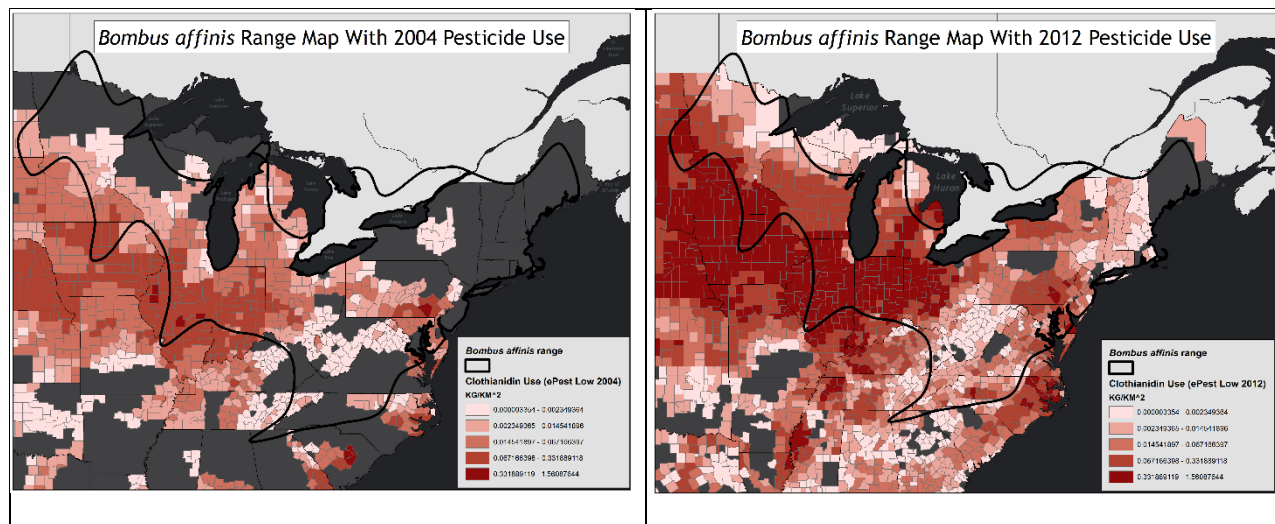 Bombus affinis Range Map With 2004 Pesticide Use
Lake Superior
Bombus affinis range
Clothianidin Use (ePest Low 2004)
KG/KM^2
0.000003354 - 0.002349364
0.002349365 - 0.014541896
0.014541897 - 0.067166397
0.067166398 - 0.331889118
0.331889119 - 1.56087644
Bombus affinis Range Map With 2012 Pesticide Use
Lake
Superior
Lake
Huron
Bombus affinis range
Clothianidin Use (ePest Low 2012)
KG/KM^2
0.000003354 - 0.002349364
0.002349365 - 0.014541896
0.014541897 - 0.067166397
0.067166398 - 0.331889118
0.331889119 - 1.56087644